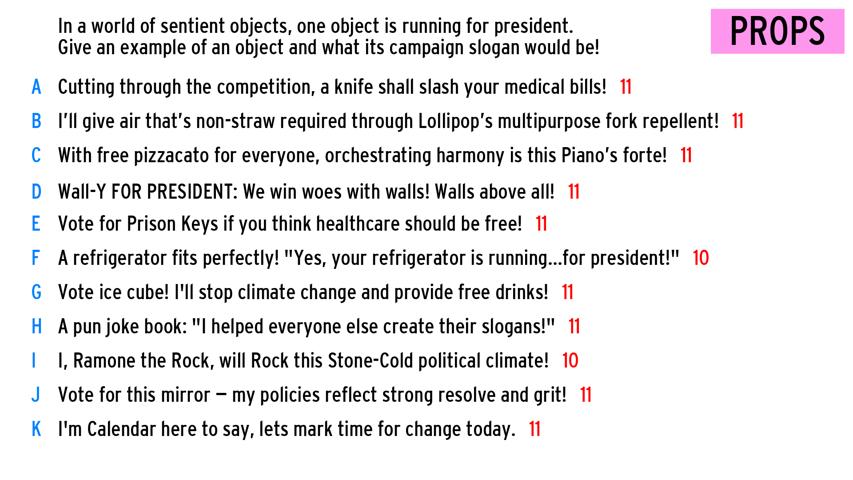 In a world of sentient objects, one object is running for president.
Give an example of an object and what its campaign slogan would be!
PROPS
A Cutting through the competition, a knife shall slash your medical bills! 11
B I'll give air that's non-straw required through Lollipop's multipurpose fork repellent! 11
C With free pizzacato for everyone, orchestrating harmony is this Piano's forte! 11
D Wall-Y FOR PRESIDENT: We win woes with walls! Walls above all! 11
E Vote for Prison Keys if you think healthcare should be free! 11
F A refrigerator fits perfectly! "Yes, your refrigerator is running...for president!" 10
G Vote ice cube! I'll stop climate change and provide free drinks! 11
H A pun joke book: "I helped everyone else create their slogans!" 11
I I, Ramone the Rock, will Rock this Stone-Cold political climate! 10
J Vote for this mirror – my policies reflect strong resolve and grit! 11
K I'm Calendar here to say, lets mark time for change today. 11